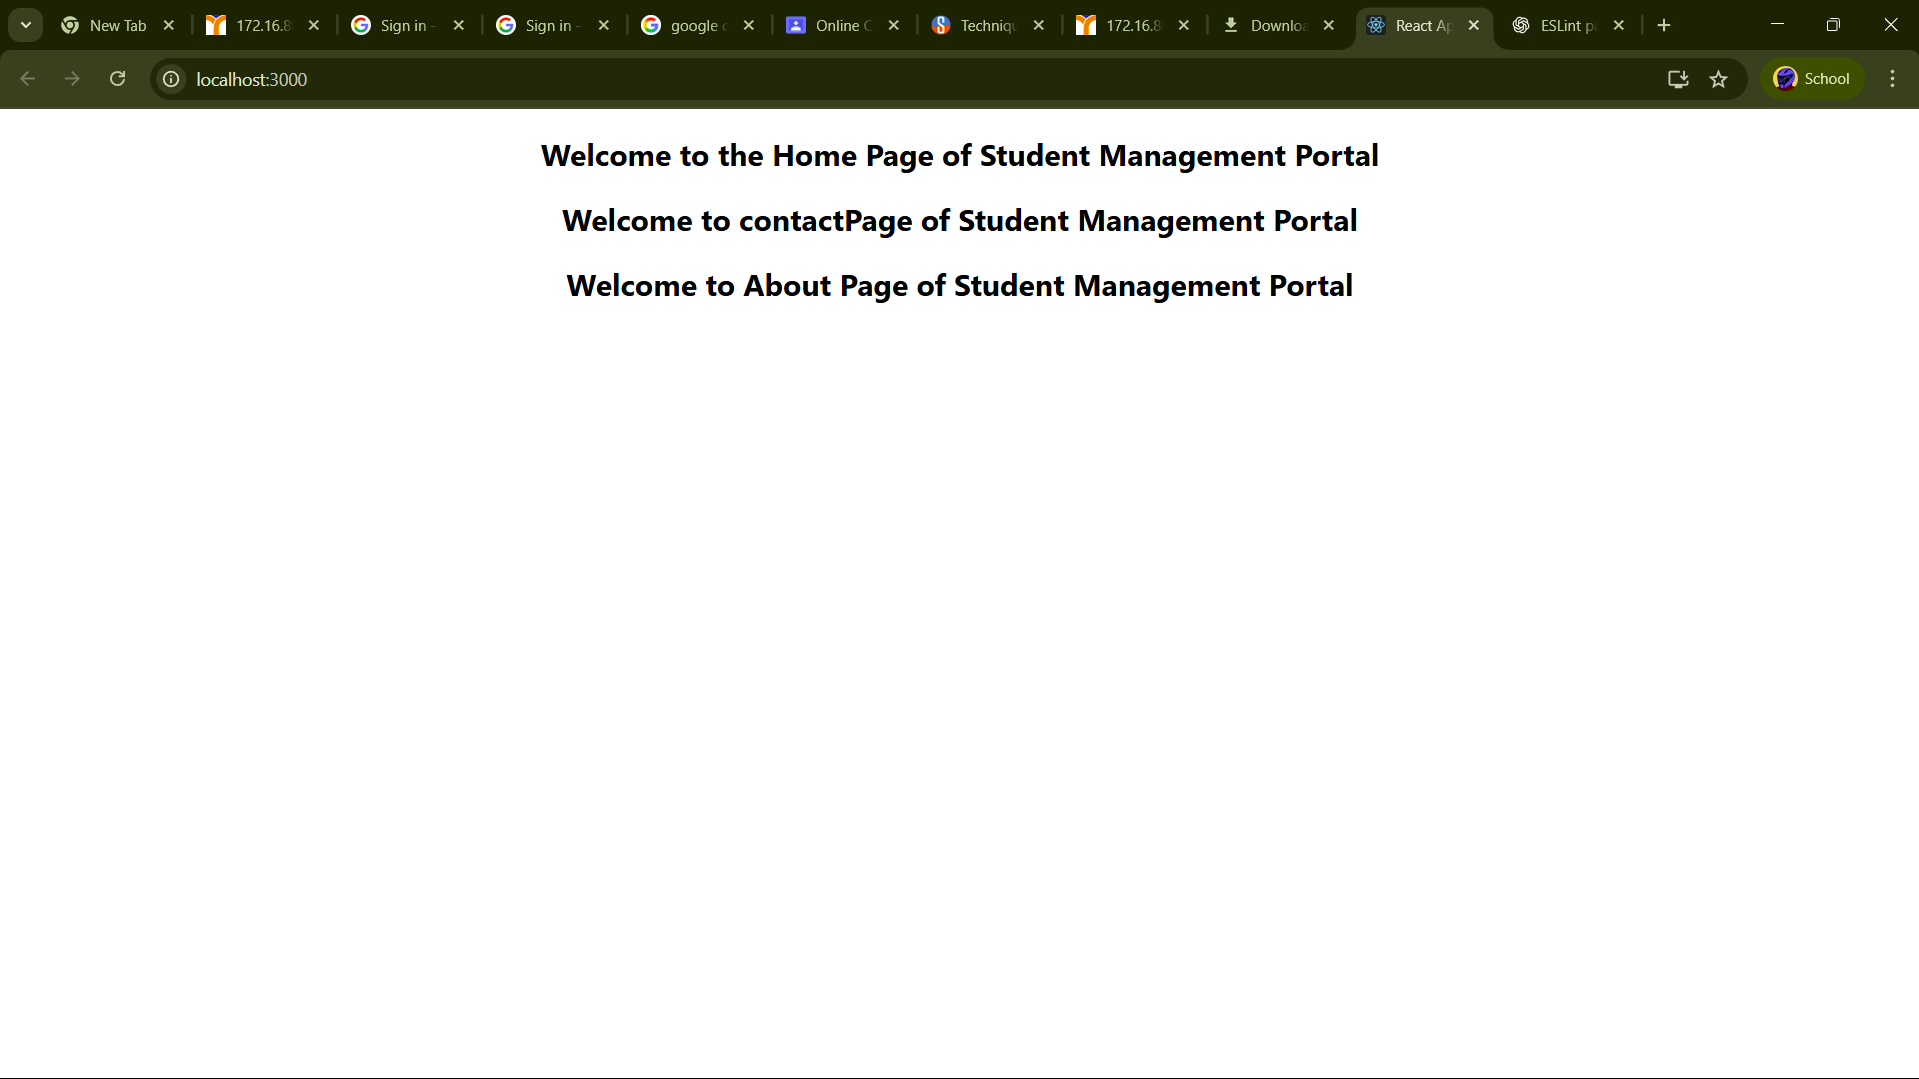 New Tab
172.16.8
Sign in -
Sign in -
google
Online
Techniqu
172.16.8
Downloa
React Ap
ESLint
localhost:3000
School
Welcome to the Home Page of Student Management Portal
Welcome to contactPage of Student Management Portal
Welcome to About Page of Student Management Portal